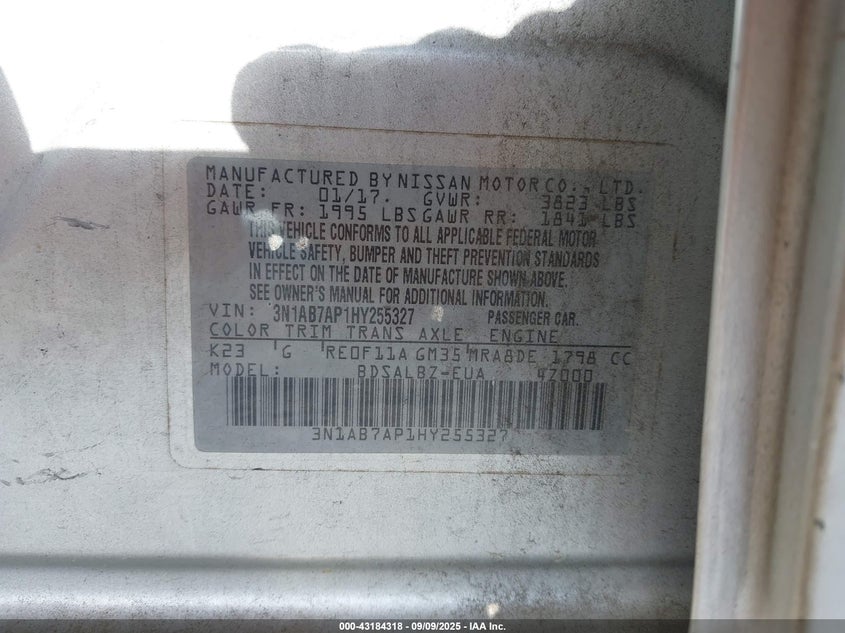 MANUFACTURED BY NISSAN MOTOR CO., LTD.
DATE: 01/17. GVWR: 3823 LBS
GAWR FR: 1995 LBS GAWR RR: 1841 LBS
THIS VEHICLE CONFORMS TO ALL APPLICABLE FEDERAL MOTOR
VEHICLE SAFETY, BUMPER AND THEFT PREVENTION STANDARDS
IN EFFECT ON THE DATE OF MANUFACTURE SHOWN ABOVE.
SEE OWNER'S MANUAL FOR ADDITIONAL INFORMATION.
VIN: 3N1AB7AP1HY255327 PASSENGER CAR.
COLOR TRIM TRANS AXLE ENGINE
K23 G RE0F11A GM35 MRA8DE 1798 CC
MODEL: BDSALBZ-EUA 47000
3N1AB7AP1HY255327
000-43184318 - 09/09/2025 - IAA Inc.